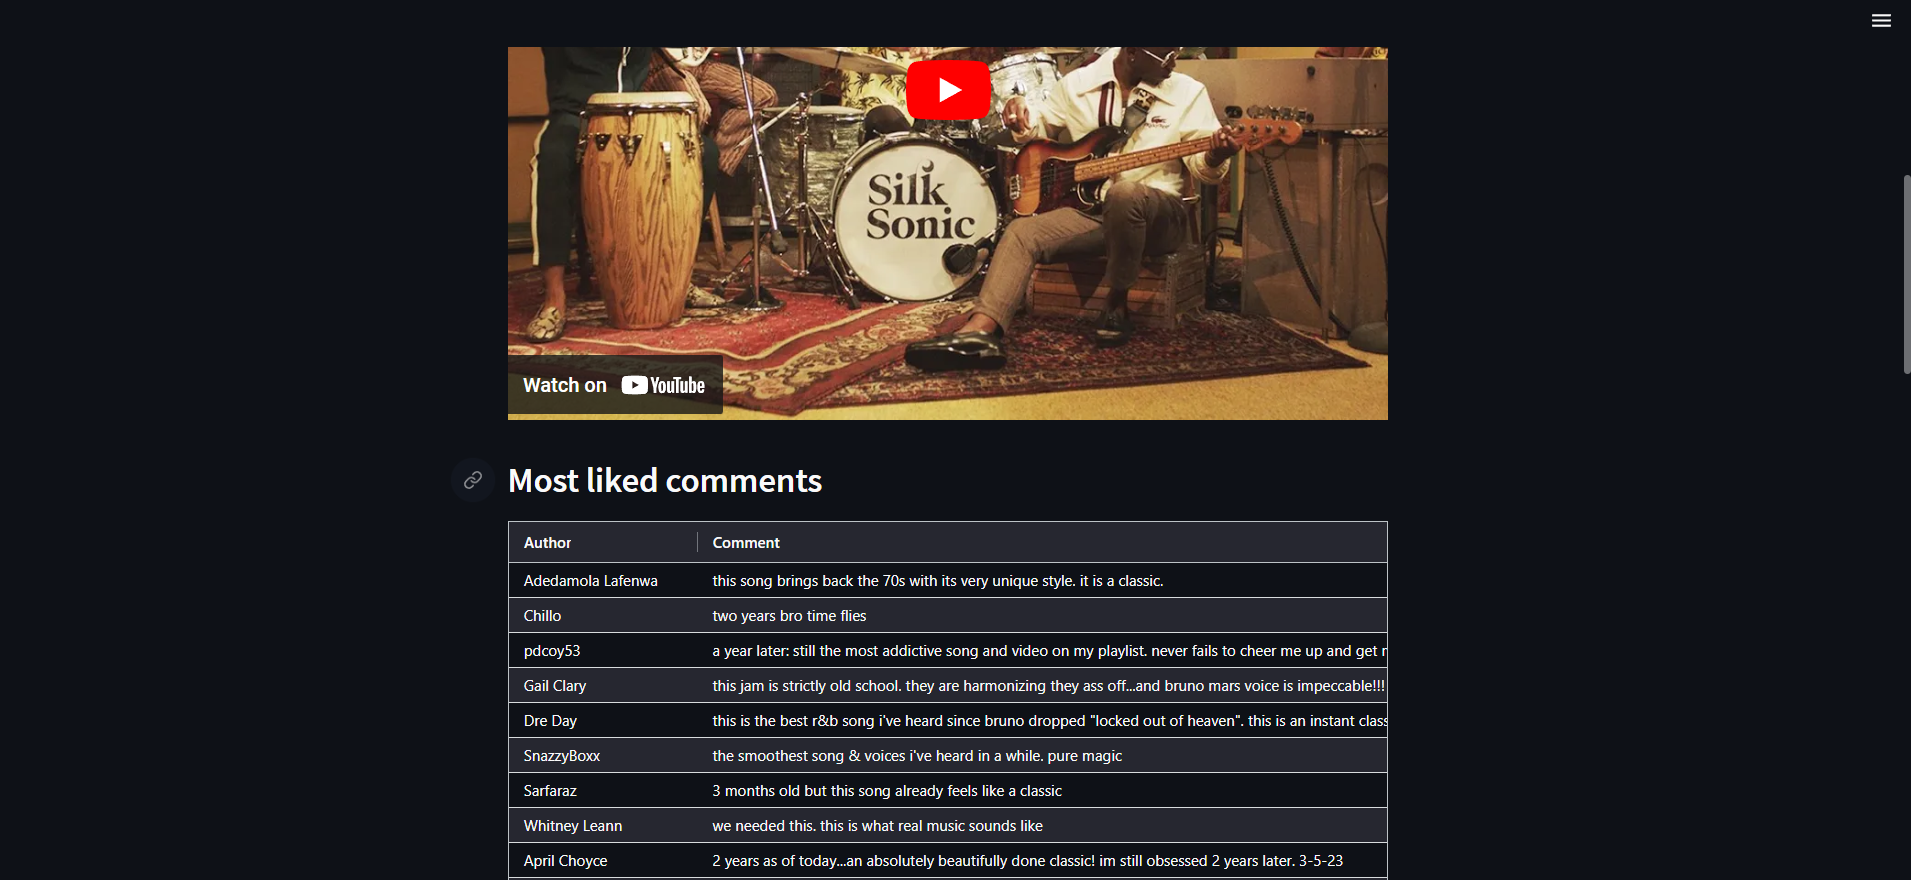 Silk
Sonic
Watch on YouTube
Most liked comments
Author Comment
Adedamola Lafenwa this song brings back the 70s with its very unique style. it is a classic.
Chillo two years bro time flies
pdcoy53 a year later: still the most addictive song and video on my playlist. never fails to cheer me up and get
Gail Clary this jam is strictly old school. they are harmonizing they ass off...and bruno mars voice is impeccable!!!
Dre Day this is the best r&b song i've heard since bruno dropped "locked out of heaven". this is an instant clas
SnazzyBoxx the smoothest song & voices i've heard in a while. pure magic
Sarfaraz 3 months old but this song already feels like a classic
Whitney Leann we needed this. this is what real music sounds like
April Choyce 2 years as of today...an absolutely beautifully done classic! im still obsessed 2 years later. 3-5-23